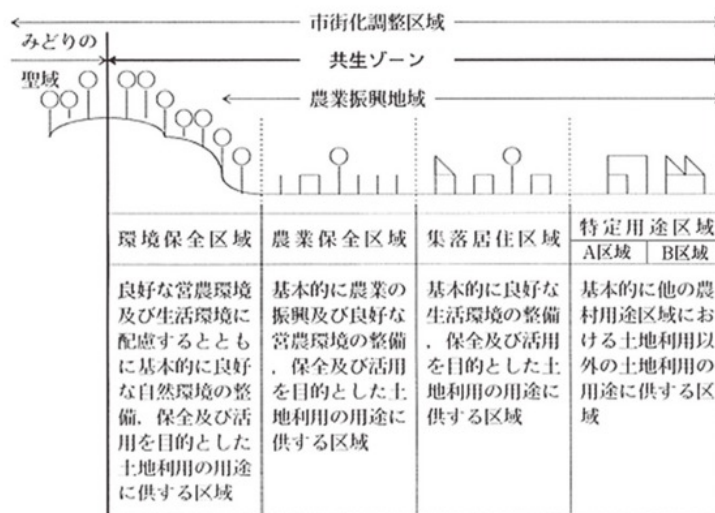 市街化調整区域
みどりの
聖域
共生ゾーン
農業振興地域
環境保全区域
良好な営農環境
及び生活環境に
配慮するととも
に基本的に良好
な自然環境の整
備、保全及び活
用を目的とした
土地利用の用途
に供する区域
農業保全区域
基本的に農業の
振興及び良好な
営農環境の整備
、保全及び活用
を目的とした土
地利用の用途に
供する区域
集落居住区域
基本的に良好な
生活環境の整備
、保全及び活用
を目的とした土
地利用の用途に
供する区域
特定用途区域
A区域
B区域
基本的に他の農
村用途区域にお
ける土地利用以
外の土地利用の
用途に供する区
域